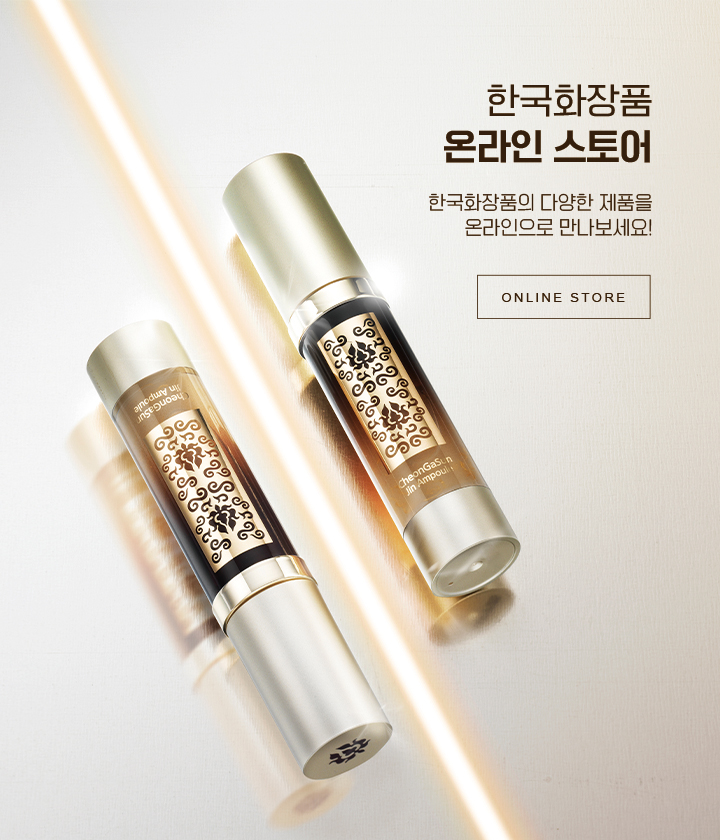 한국화장품
온라인 스토어
한국화장품의 다양한 제품을
온라인으로 만나보세요!
ONLINE STORE
CheonGaSun
Jin Ampoule
CheonGaSun
Jin Ampoule